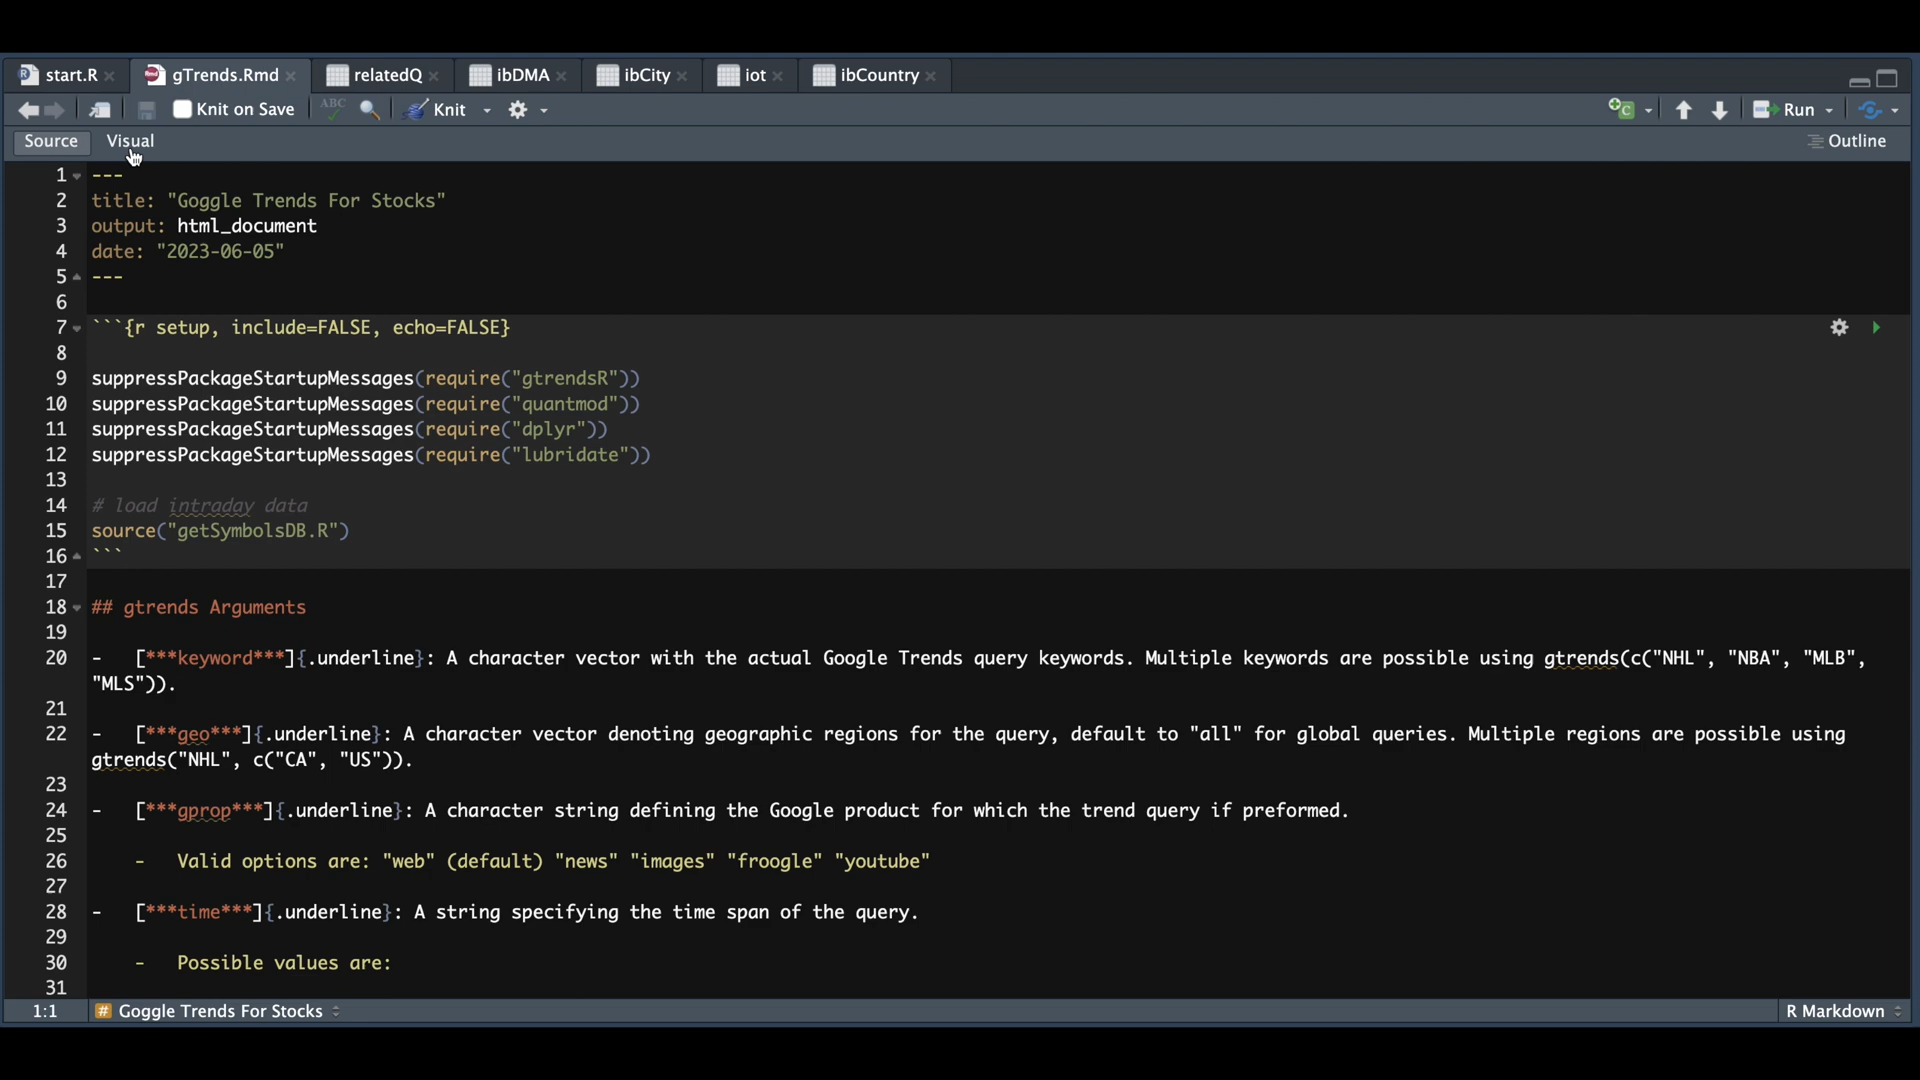 start.R gTrends.Rmd relatedQ ibDMA ibCity iot ibCountry
Knit on Save ABC Knit Run
Source Visual Outline
1 ---
2 title: "Goggle Trends For Stocks"
3 output: html_document
4 date: "2023-06-05"
5 ---
6
7 ```{r setup, include=FALSE, echo=FALSE}
8
9 suppressPackageStartupMessages(require("gtrendsR"))
10 suppressPackageStartupMessages(require("quantmod"))
11 suppressPackageStartupMessages(require("dplyr"))
12 suppressPackageStartupMessages(require("lubridate"))
13
14 # load intraday data
15 source("getSymbolsDB.R")
16 ```
17
18 ## gtrends Arguments
19
20 -   [***keyword***]{.underline}: A character vector with the actual Google Trends query keywords. Multiple keywords are possible using gtrends(c("NHL", "NBA", "MLB",
"MLS")).
21
22 -   [***geo***]{.underline}: A character vector denoting geographic regions for the query, default to "all" for global queries. Multiple regions are possible using
gtrends("NHL", c("CA", "US")).
23
24 -   [***gprop***]{.underline}: A character string defining the Google product for which the trend query if preformed.
25
26     -   Valid options are: "web" (default) "news" "images" "froogle" "youtube"
27
28 -   [***time***]{.underline}: A string specifying the time span of the query.
29
30     -   Possible values are:
31
1:1 # Goggle Trends For Stocks R Markdown